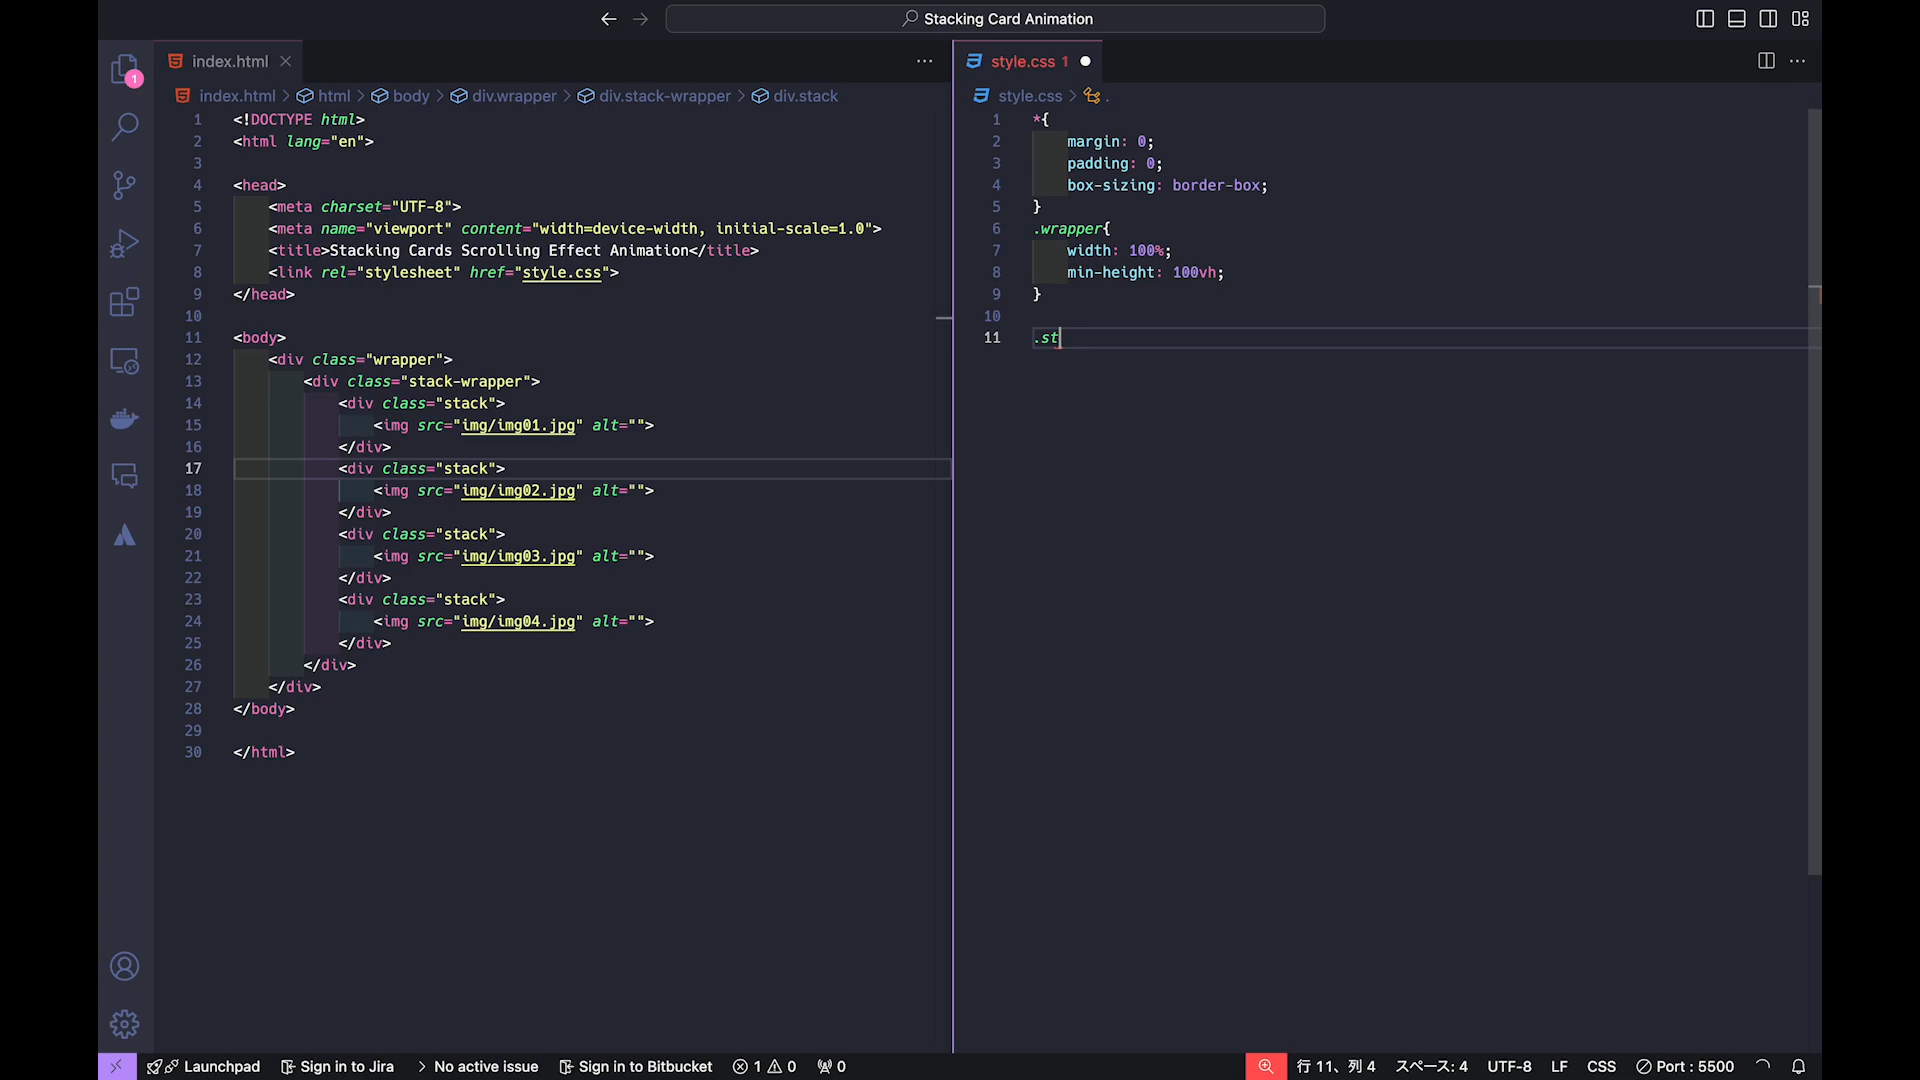 Stacking Card Animation
index.html
style.css 1
index.html > html > body > div.wrapper > div.stack-wrapper > div.stack
style.css > .
1 <!DOCTYPE html>
2 <html lang="en">
3
4 <head>
5 <meta charset="UTF-8">
6 <meta name="viewport" content="width=device-width, initial-scale=1.0">
7 <title>Stacking Cards Scrolling Effect Animation</title>
8 <link rel="stylesheet" href="style.css">
9 </head>
10
11 <body>
12 <div class="wrapper">
13 <div class="stack-wrapper">
14 <div class="stack">
15 <img src="img/img01.jpg" alt="">
16 </div>
17 <div class="stack">
18 <img src="img/img02.jpg" alt="">
19 </div>
20 <div class="stack">
21 <img src="img/img03.jpg" alt="">
22 </div>
23 <div class="stack">
24 <img src="img/img04.jpg" alt="">
25 </div>
26 </div>
27 </div>
28 </body>
29
30 </html>
1 *{
2 margin: 0;
3 padding: 0;
4 box-sizing: border-box;
5 }
6 .wrapper{
7 width: 100%;
8 min-height: 100vh;
9 }
10
11 .st
1
Launchpad Sign in to Jira > No active issue Sign in to Bitbucket 1 0 0 行 11、列 4 スペース: 4 UTF-8 LF CSS Port : 5500